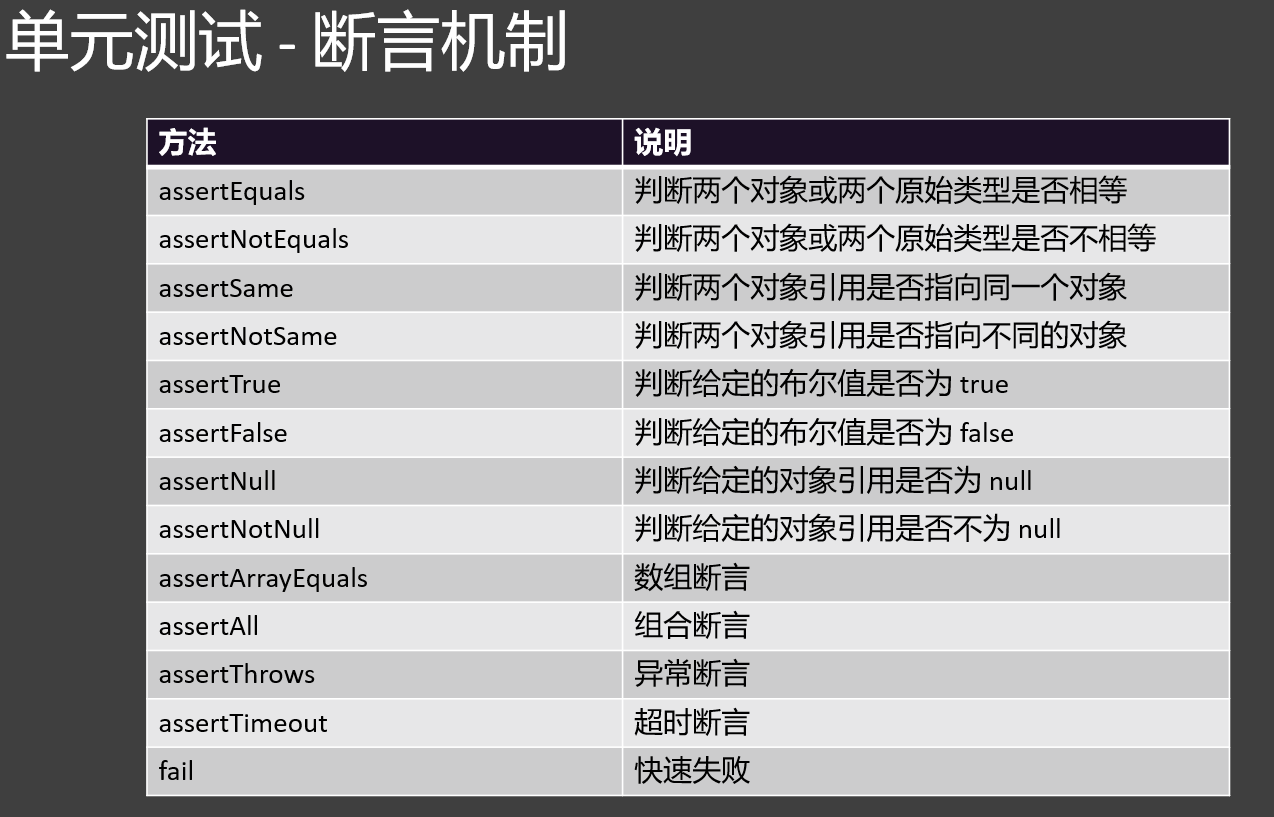 单元测试 - 断言机制
方法 说明
assertEquals 判断两个对象或两个原始类型是否相等
assertNotEquals 判断两个对象或两个原始类型是否不相等
assertSame 判断两个对象引用是否指向同一个对象
assertNotSame 判断两个对象引用是否指向不同的对象
assertTrue 判断给定的布尔值是否为 true
assertFalse 判断给定的布尔值是否为 false
assertNull 判断给定的对象引用是否为 null
assertNotNull 判断给定的对象引用是否不为 null
assertArrayEquals 数组断言
assertAll 组合断言
assertThrows 异常断言
assertTimeout 超时断言
fail 快速失败